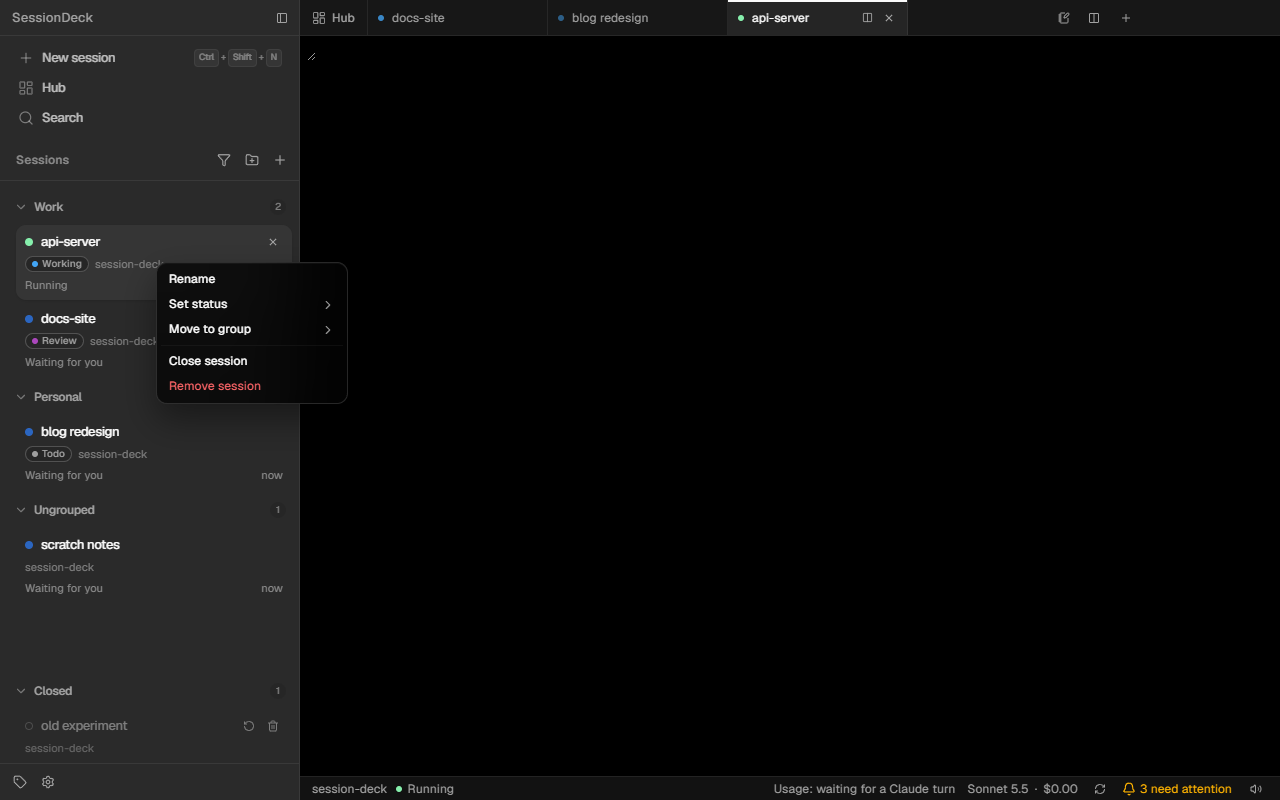 SessionDeck
New session Ctrl + Shift + N
Hub
Search
Sessions
Work 2
api-server
Working session-deck
Running
docs-site
Review session-deck
Waiting for you
Personal
blog redesign
Todo session-deck
Waiting for you now
Ungrouped 1
scratch notes
session-deck
Waiting for you now
Closed 1
old experiment
session-deck
Rename
Set status
Move to group
Close session
Remove session
Hub docs-site blog redesign api-server
session-deck Running Usage: waiting for a Claude turn Sonnet 5.5 · $0.00 3 need attention